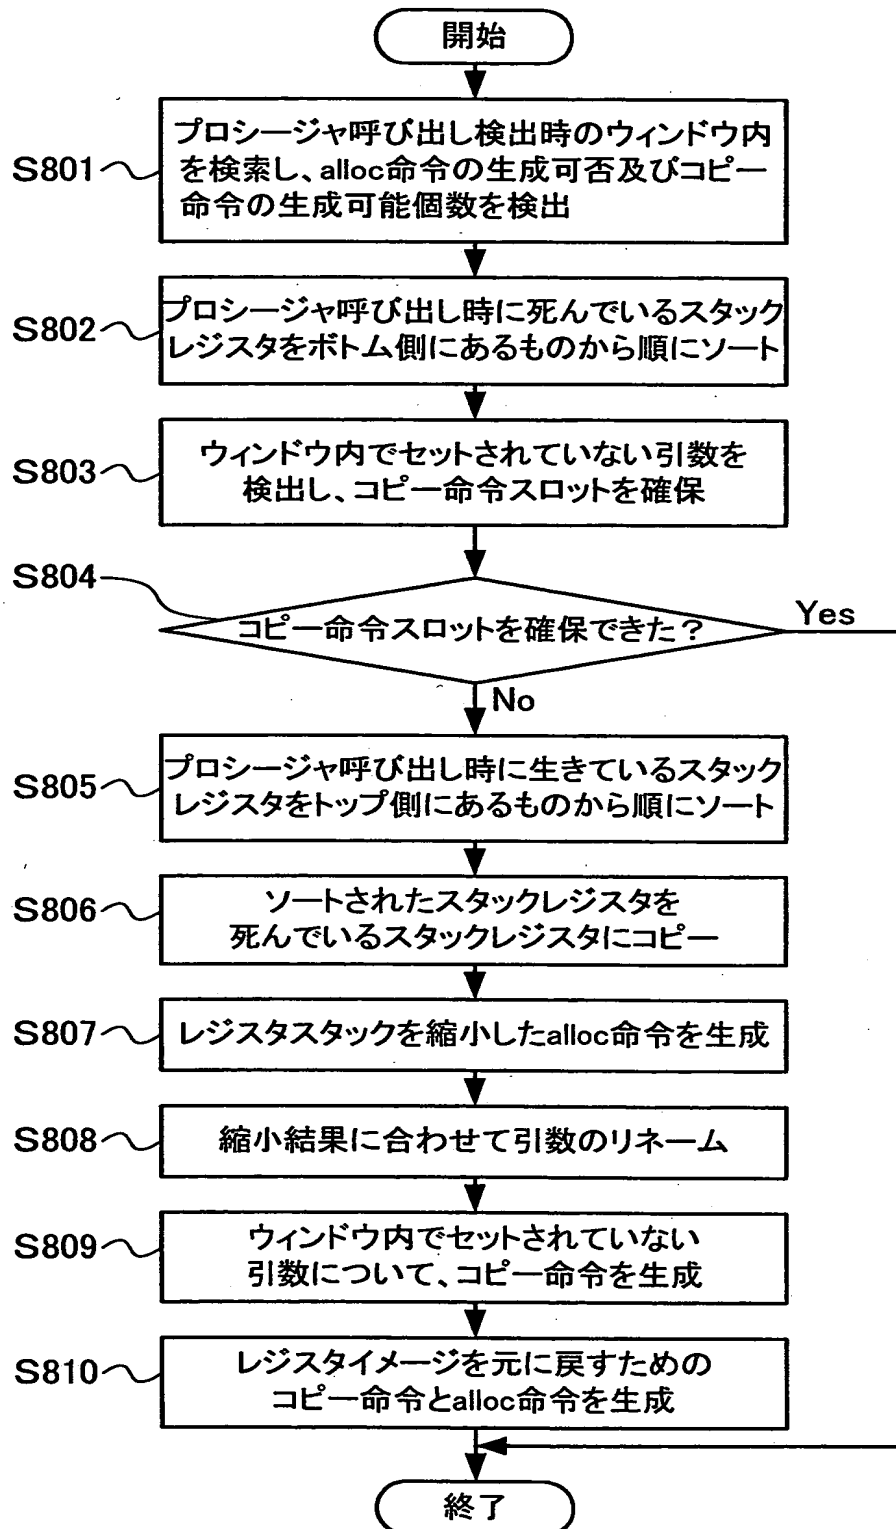 開始
S801
プロシージャ呼び出し検出時のウィンドウ内
を検索し、alloc命令の生成可否及びコピー
命令の生成可能個数を検出
S802
プロシージャ呼び出し時に死んでいるスタック
レジスタをボトム側にあるものから順にソート
S803
ウィンドウ内でセットされていない引数を
検出し、コピー命令スロットを確保
S804
コピー命令スロットを確保できた?
Yes
No
S805
プロシージャ呼び出し時に生きているスタック
レジスタをトップ側にあるものから順にソート
S806
ソートされたスタックレジスタを
死んでいるスタックレジスタにコピー
S807
レジスタスタックを縮小したalloc命令を生成
S808
縮小結果に合わせて引数のリネーム
S809
ウィンドウ内でセットされていない
引数について、コピー命令を生成
S810
レジスタイメージを元に戻すための
コピー命令とalloc命令を生成
終了